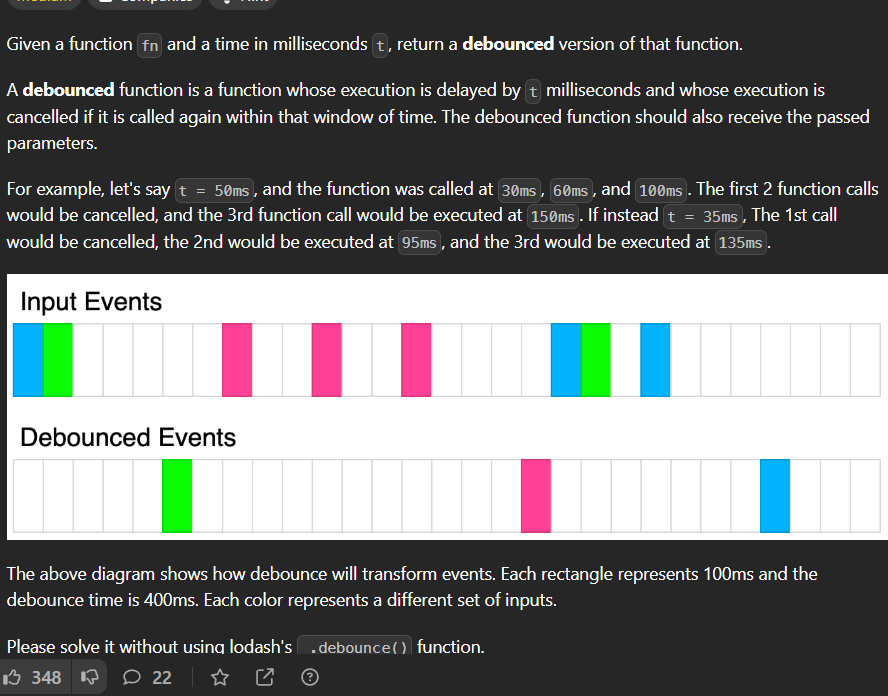 Given a function fn and a time in milliseconds t, return a debounced version of that function.
A debounced function is a function whose execution is delayed by t milliseconds and whose execution is
cancelled if it is called again within that window of time. The debounced function should also receive the passed
parameters.
For example, let's say t = 50ms, and the function was called at 30ms, 60ms, and 100ms. The first 2 function calls
would be cancelled, and the 3rd function call would be executed at 150ms. If instead t = 35ms, The 1st call
would be cancelled, the 2nd would be executed at 95ms, and the 3rd would be executed at 135ms.
Input Events
Debounced Events
The above diagram shows how debounce will transform events. Each rectangle represents 100ms and the
debounce time is 400ms. Each color represents a different set of inputs.
Please solve it without using lodash's _.debounce() function.
348 22